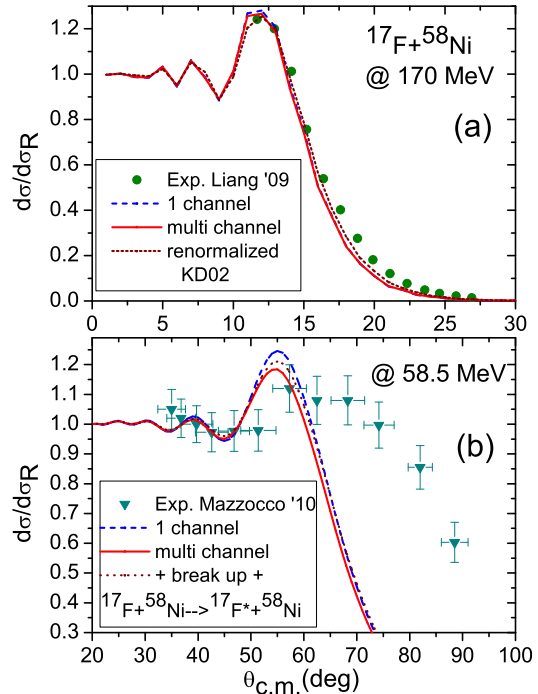 ¹⁷F+⁵⁸Ni
@ 170 MeV
(a)
dσ/dσR
1.2
1.0
0.8
0.6
0.4
0.2
0.0
Exp. Liang '09
1 channel
multi channel
renormalized
KD02
0 5 10 15 20 25 30
@ 58.5 MeV
(b)
dσ/dσR
1.2
1.1
1.0
0.9
0.8
0.7
0.6
0.5
0.4
0.3
Exp. Mazzocco '10
1 channel
multi channel
+ break up +
¹⁷F+⁵⁸Ni-->¹⁷F*+⁵⁸Ni
20 30 40 50 60 70 80 90 100
θc.m.(deg)